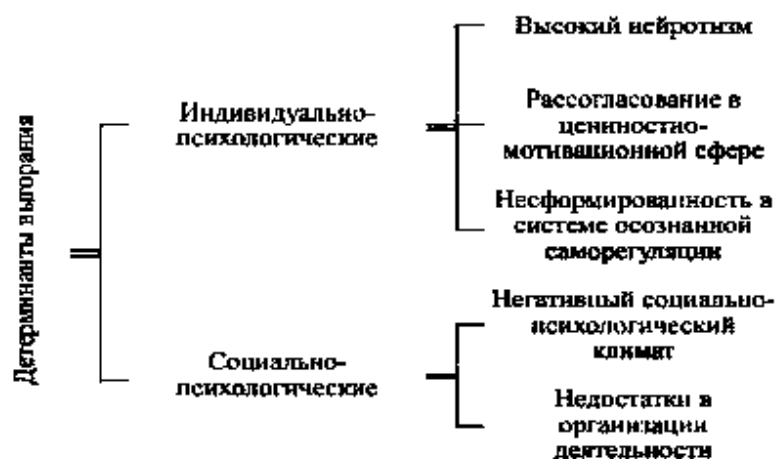 Детерминанты выгорания
Индивидуально-
психологические
Высокий нейротизм
Рассогласование в
ценностно-
мотивационной сфере
Несформированность в
системе осознанной
саморегуляции
Социально-
психологические
Негативный социально-
психологический
климат
Недостатки в
организации
деятельности